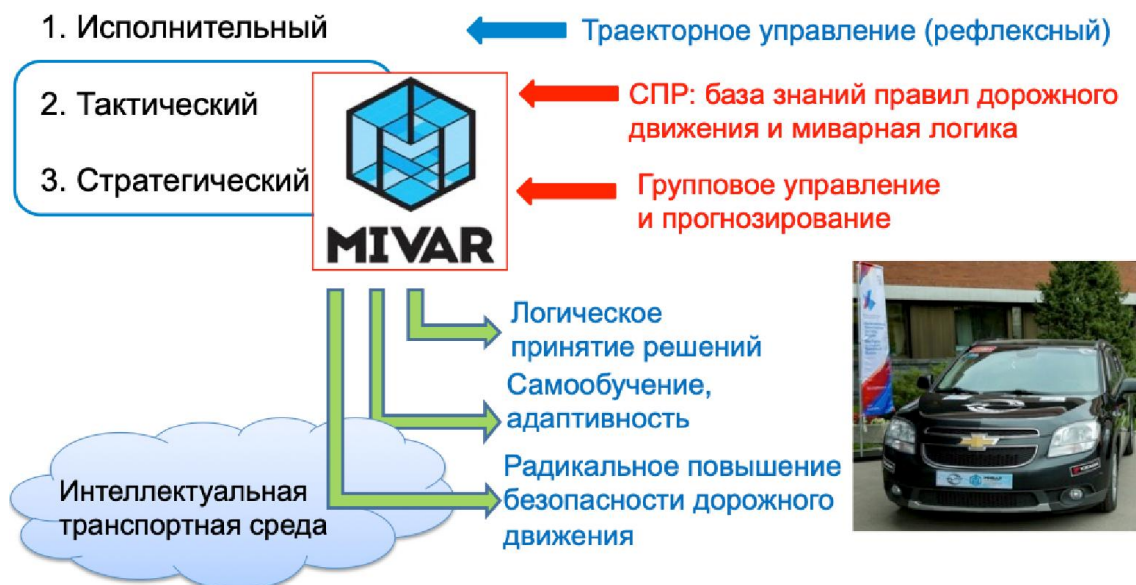 1. Исполнительный
Траекторное управление (рефлексный)
2. Тактический
СПР: база знаний правил дорожного
движения и миварная логика
3. Стратегический
Групповое управление
и прогнозирование
MIVAR
Логическое
принятие решений
Самообучение,
адаптивность
Радикальное повышение
безопасности дорожного
движения
Интеллектуальная
транспортная среда